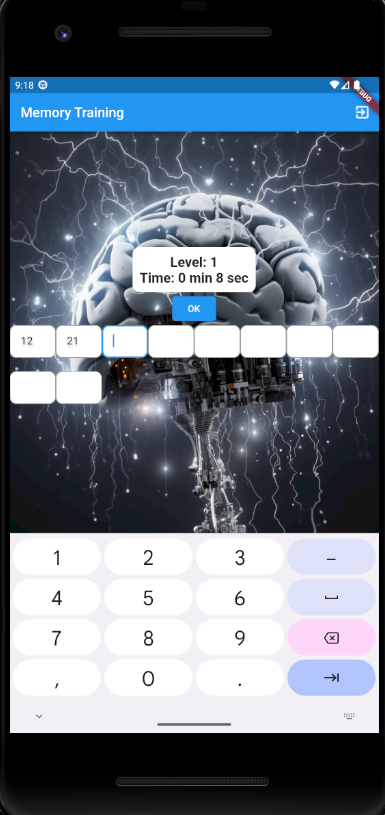 9:18
DEBUG
Memory Training
Level: 1
Time: 0 min 8 sec
OK
12 21
1 2 3 –
4 5 6
7 8 9
, 0 .